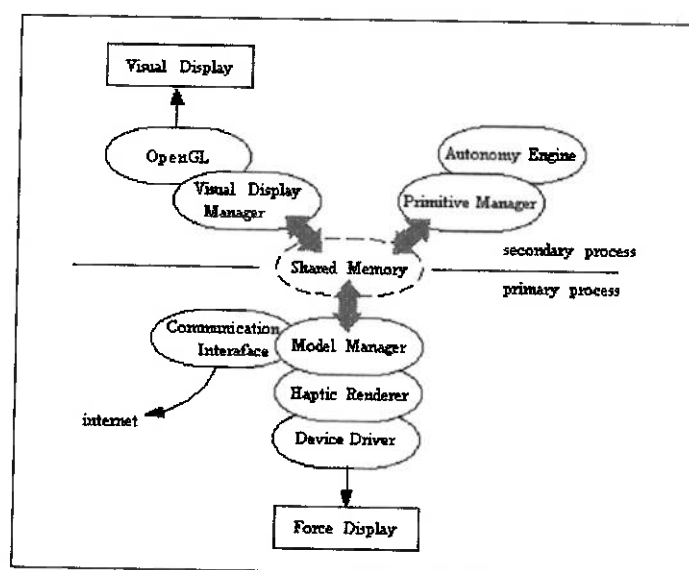 Visual Display
OpenGL
Visual Display
Manager
Autonomy Engine
Primitive Manager
secondary process
Shared Memory
primary process
Communication
Interaface
Model Manager
Haptic Renderer
internet
Device Driver
Force Display